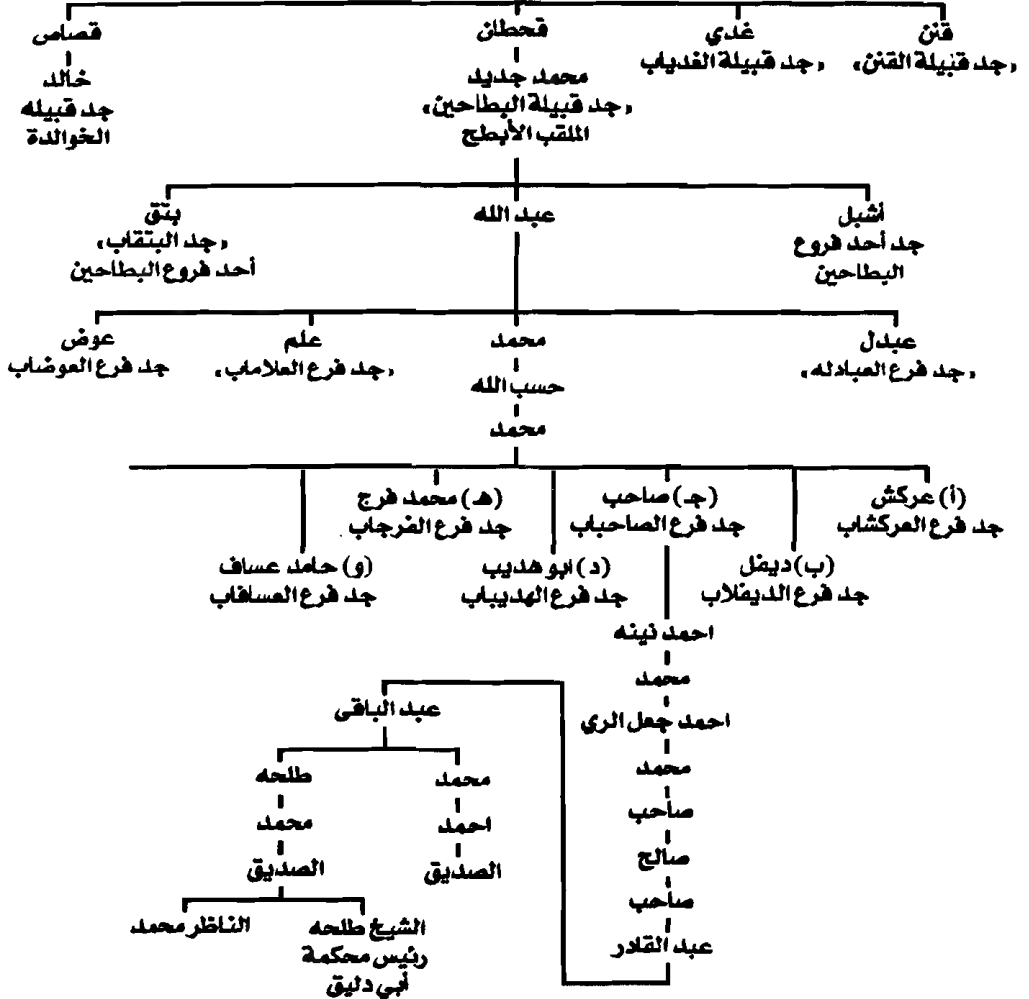 قنن
«جد قبيلة القنن»
غدي
«جد قبيلة الغدياب»
قحطان
محمد جديد
«جد قبيلة البطاحين»
الملقب الأبطح
قصاص
خالد
جد قبيله
الخوالدة
أشبل
جد أحد فروع
البطاحين
عبد الله
بتق
«جد البتقاب»
أحد فروع البطاحين
عبدل
«جد فرع العبادله»
محمد
حسب الله
محمد
علم
«جد فرع العلاماب»
عوض
جد فرع العوضاب
(أ) عركش
جد فرع العركشاب
(ب) ديفل
جد فرع الديفلاب
(جـ) صاحب
جد فرع الصاحباب
(د) ابو هديب
جد فرع الهديباب
(هـ) محمد فرج
جد فرع الفرجاب
(و) حامد عساف
جد فرع العسافاب
احمد نينه
محمد
احمد جعل الري
محمد
صاحب
صالح
صاحب
عبد القادر
عبد الباقى
محمد
احمد
الصديق
طلحه
محمد
الصديق
الشيخ طلحه
رئيس محكمة
أبي دليق
الناظر محمد